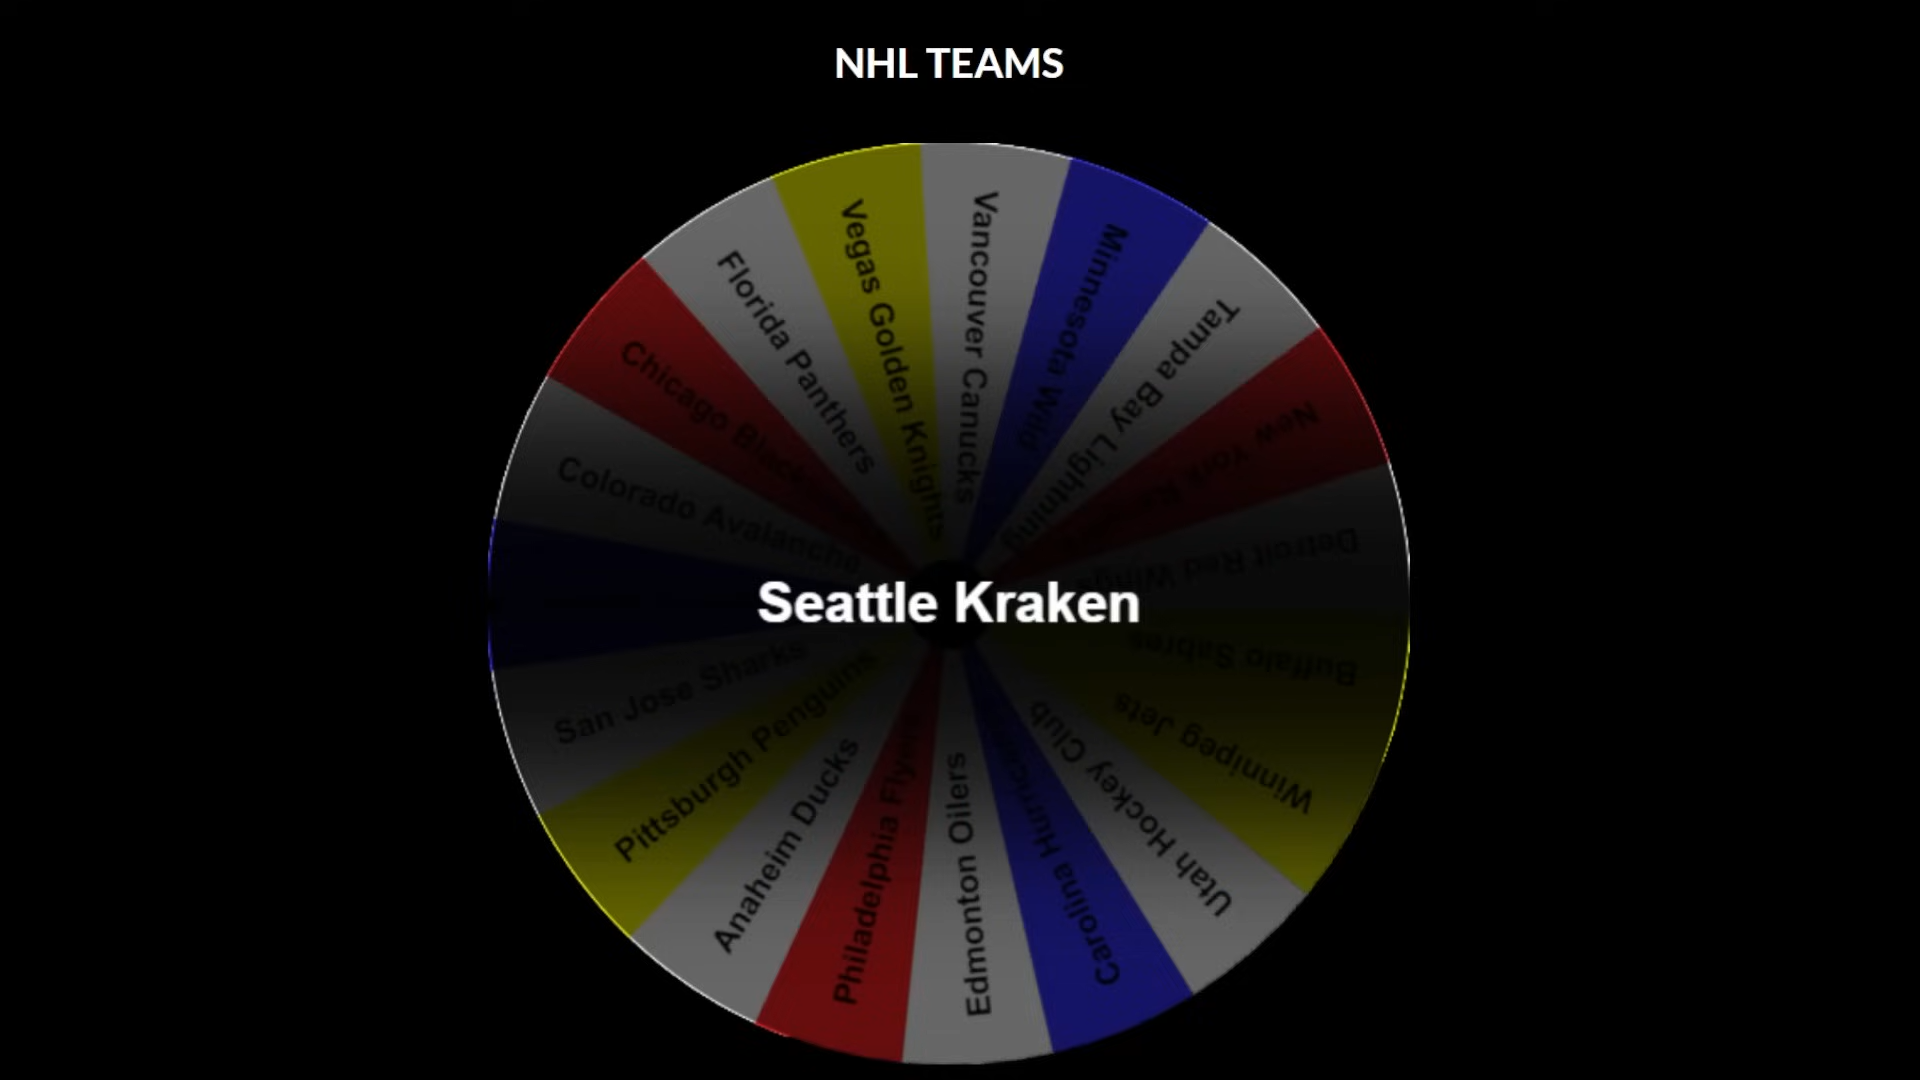 NHL TEAMS
Vancouver Canucks
Minnesota Wild
Tampa Bay Lightning
New York
Detroit Red Wings
Buffalo Sabres
Winnipeg Jets
Utah Hockey Club
Carolina Hurricanes
Edmonton Oilers
Philadelphia Flyers
Anaheim Ducks
Pittsburgh Penguins
San Jose Sharks
Seattle Kraken
Colorado Avalanche
Chicago
Florida Panthers
Vegas Golden Knights